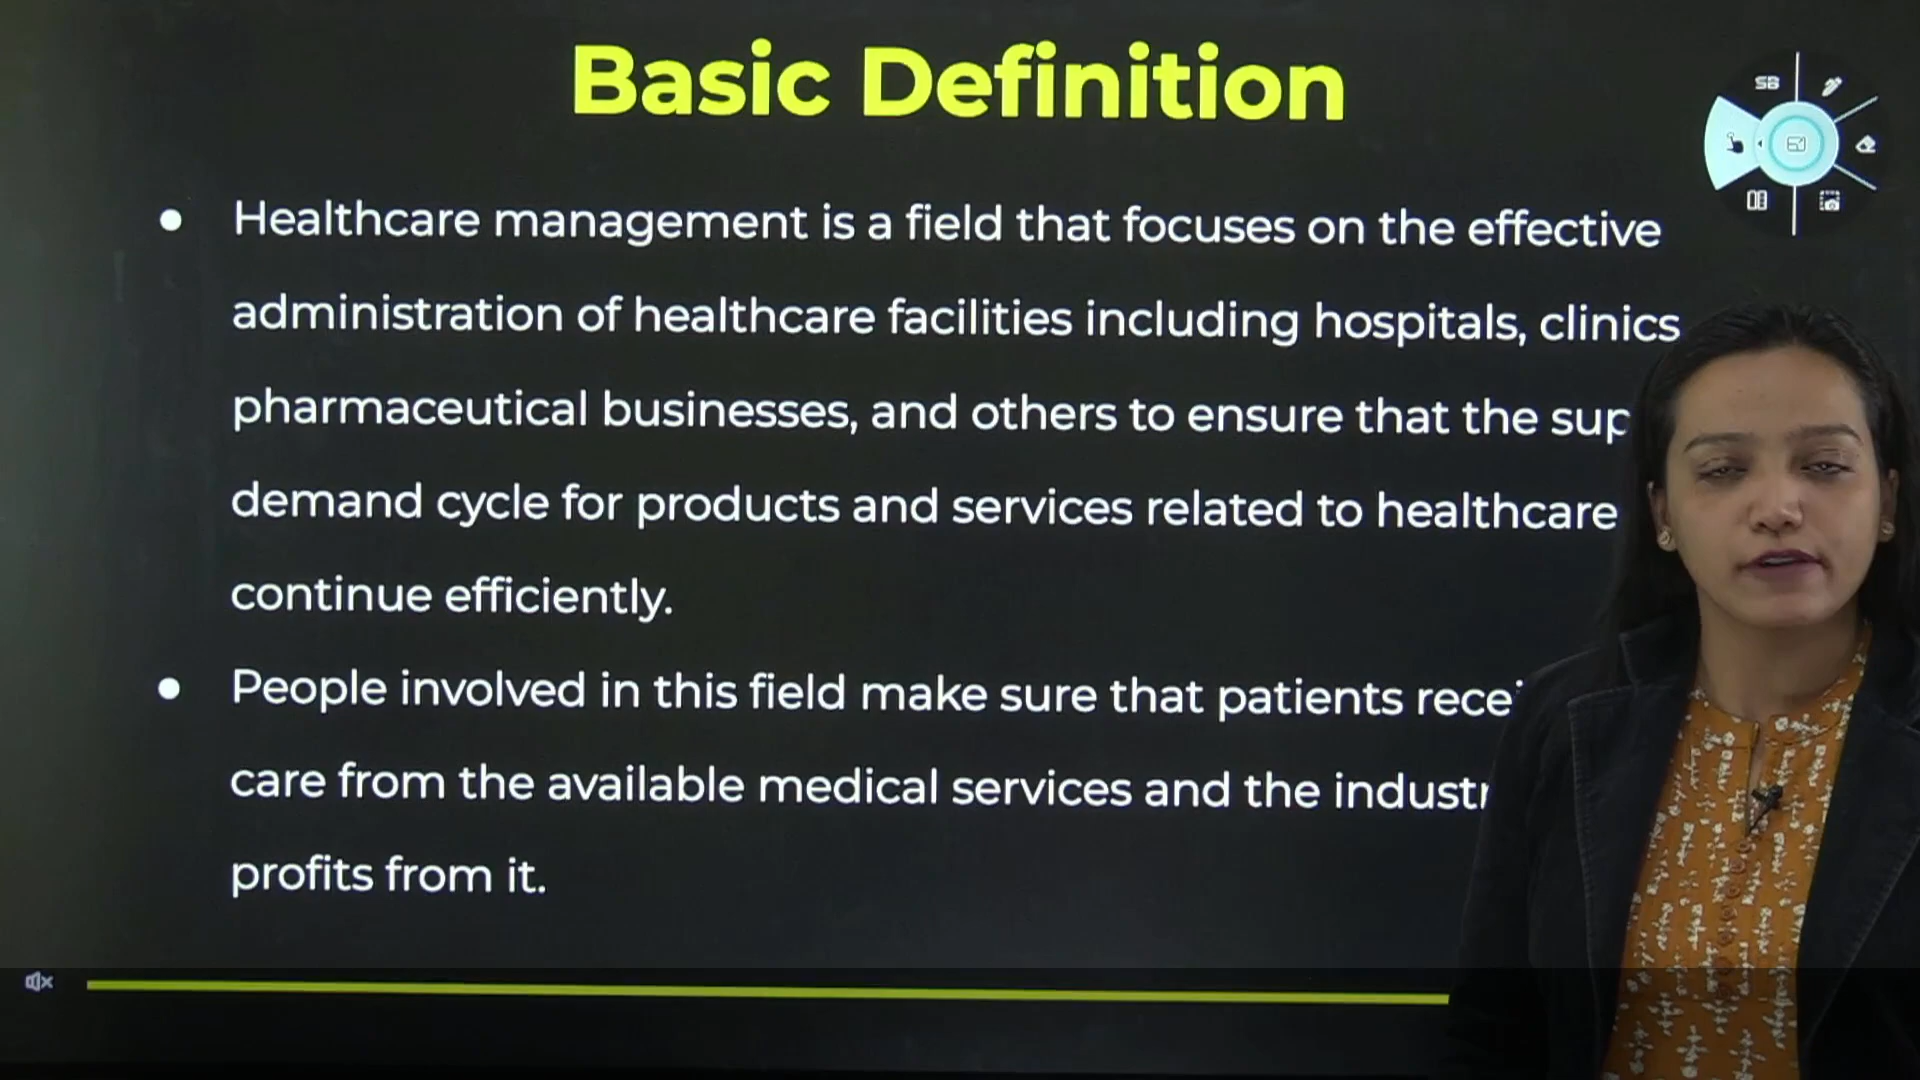 Basic Definition
SB
● Healthcare management is a field that focuses on the effective
administration of healthcare facilities including hospitals, clinics
pharmaceutical businesses, and others to ensure that the
demand cycle for products and services related to healthcare
continue efficiently.
● People involved in this field make sure that patients
care from the available medical services and the
profits from it.